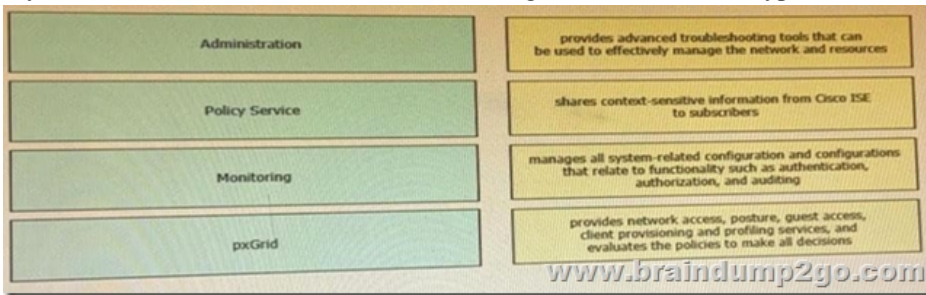 Administration
provides advanced troubleshooting tools that can
be used to effectively manage the network and resources
Policy Service
shares context-sensitive information from Cisco ISE
to subscribers
Monitoring
manages all system-related configuration and configurations
that relate to functionality such as authentication,
authorization, and auditing
pxGrid
provides network access, posture, guest access,
client provisioning and profiling services, and
evaluates the policies to make all decisions
www.braindump2go.com